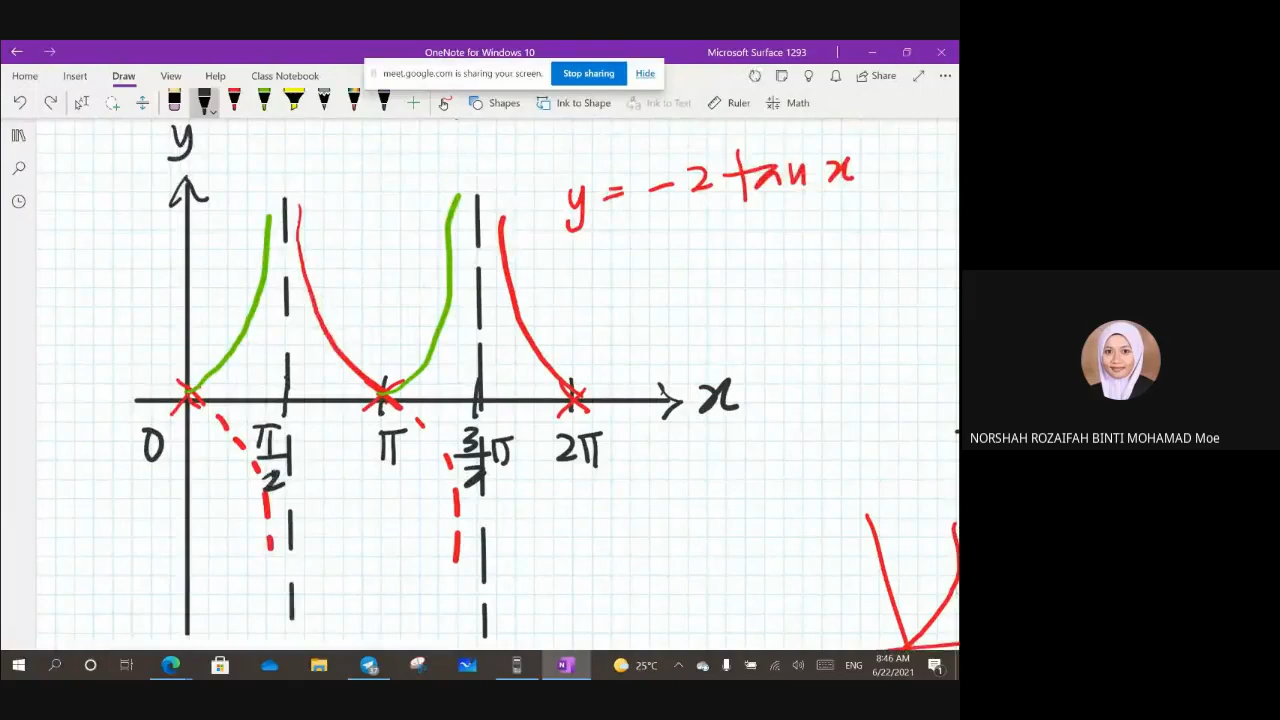 OneNote for Windows 10
Microsoft Surface 1293
Home Insert Draw View Help Class Notebook
meet.google.com is sharing your screen.
Stop sharing
Hide
Share
Shapes
Ink to Shape
Ink to Text
Ruler
Math
y
y = -2 tan x
x
0 π/2 π 3/2 π 2π
NORSHAH ROZAIFAH BINTI MOHAMAD Moe
25°C
ENG
8:46 AM
6/22/2021
1